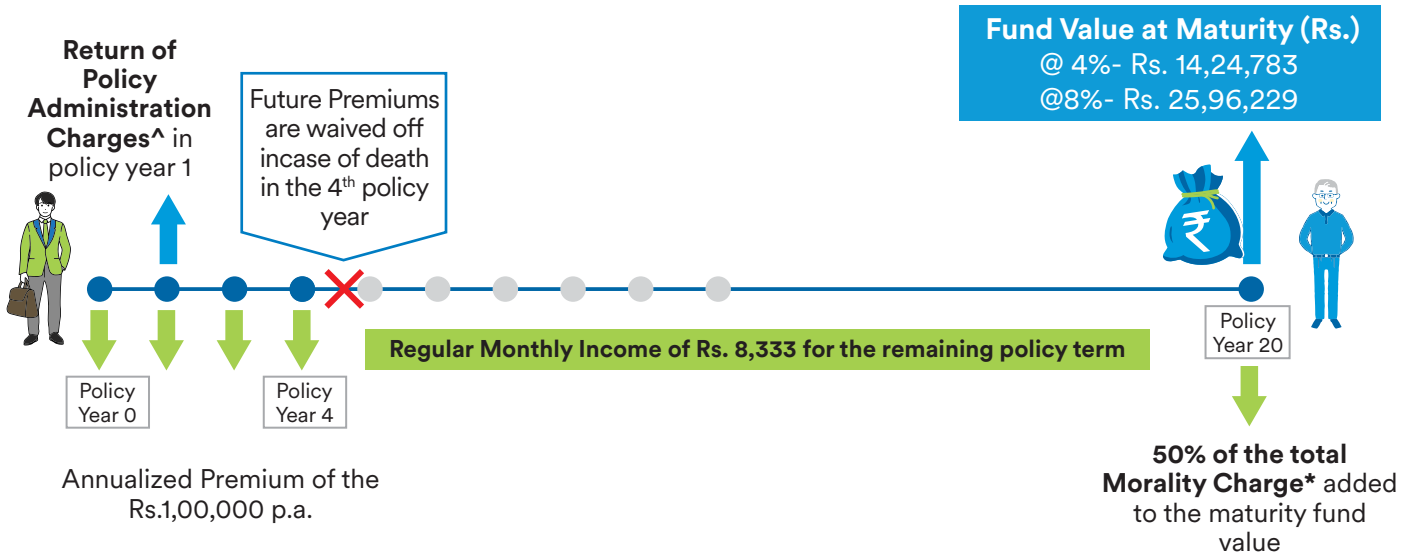 Return of
Policy
Administration
Charges^ in
policy year 1
Future Premiums
are waived off
incase of death
in the 4th policy
year
Fund Value at Maturity (Rs.)
@ 4%- Rs. 14,24,783
@8%- Rs. 25,96,229
₹
Regular Monthly Income of Rs. 8,333 for the remaining policy term
Policy
Year 0
Policy
Year 4
Policy
Year 20
Annualized Premium of the
Rs.1,00,000 p.a.
50% of the total
Morality Charge* added
to the maturity fund
value